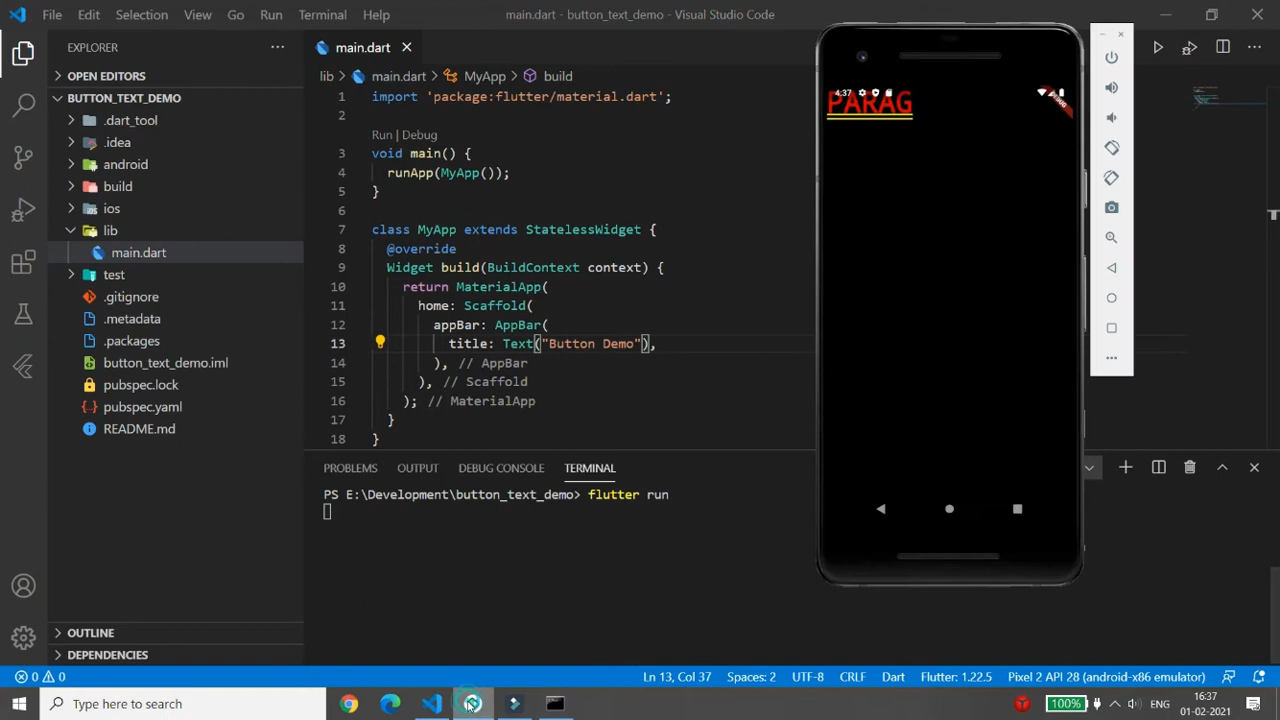 File Edit Selection View Go Run Terminal Help
main.dart - button_text_demo - Visual Studio Code
EXPLORER
OPEN EDITORS
BUTTON_TEXT_DEMO
.dart_tool
.idea
android
build
ios
lib
main.dart
test
.gitignore
.metadata
.packages
button_text_demo.iml
pubspec.lock
pubspec.yaml
README.md
OUTLINE
DEPENDENCIES
main.dart
lib > main.dart > MyApp > build
1 import 'package:flutter/material.dart';
2
Run | Debug
3 void main() {
4 runApp(MyApp());
5 }
6
7 class MyApp extends StatelessWidget {
8 @override
9 Widget build(BuildContext context) {
10 return MaterialApp(
11 home: Scaffold(
12 appBar: AppBar(
13 title: Text("Button Demo"),
14 ), // AppBar
15 ), // Scaffold
16 ); // MaterialApp
17 }
18 }
PROBLEMS OUTPUT DEBUG CONSOLE TERMINAL
PS E:\Development\button_text_demo> flutter run
4:37
PARAG
0 0
Ln 13, Col 37 Spaces: 2 UTF-8 CRLF Dart Flutter: 1.22.5 Pixel 2 API 28 (android-x86 emulator)
Type here to search
100%
ENG
16:37
01-02-2021